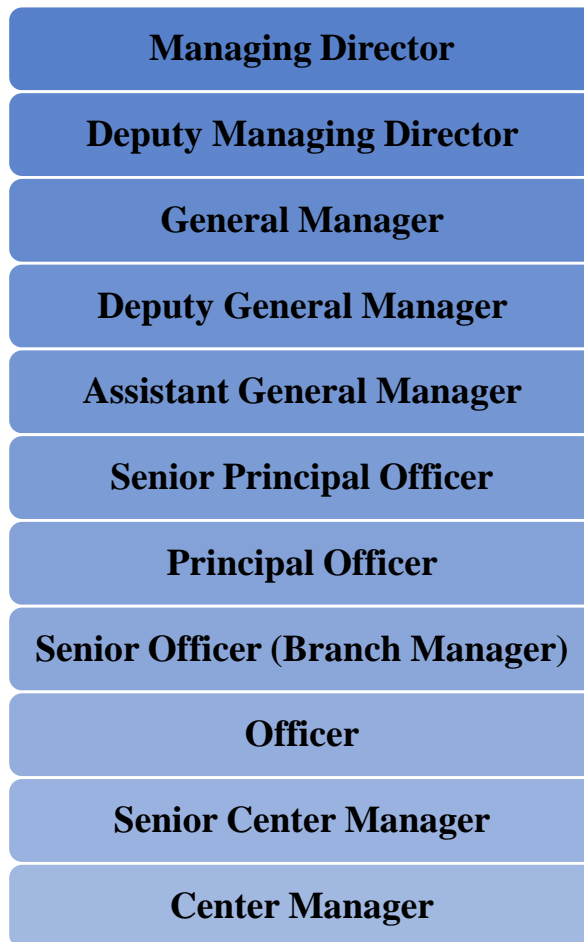 Managing Director
Deputy Managing Director
General Manager
Deputy General Manager
Assistant General Manager
Senior Principal Officer
Principal Officer
Senior Officer (Branch Manager)
Officer
Senior Center Manager
Center Manager